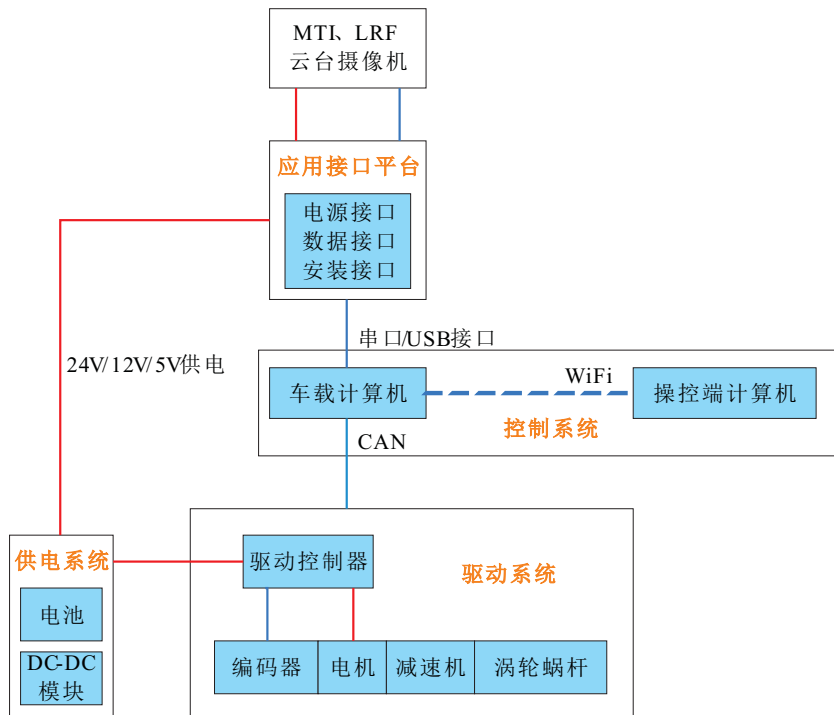 MTI、LRF
云台摄像机
应用接口平台
电源接口
数据接口
安装接口
串口/USB接口
24V/12V/5V供电
车载计算机
WiFi
操控端计算机
控制系统
CAN
供电系统
驱动控制器
驱动系统
电池
DC-DC
模块
编码器
电机
减速机
涡轮蜗杆